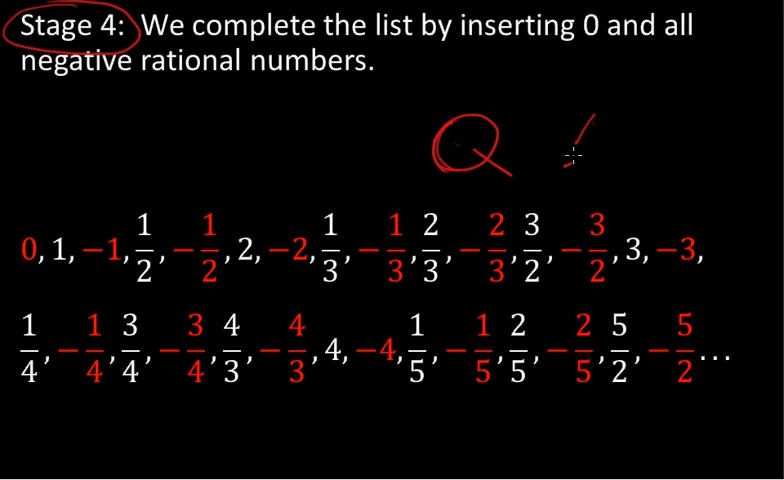 Stage 4: We complete the list by inserting 0 and all
negative rational numbers.
Q
0, 1, −1, 1/2, −1/2, 2, −2, 1/3, −1/3, 2/3, −2/3, 3/2, −3/2, 3, −3,
1/4, −1/4, 3/4, −3/4, 4/3, −4/3, 4, −4, 1/5, −1/5, 2/5, −2/5, 5/2, −5/2 ...